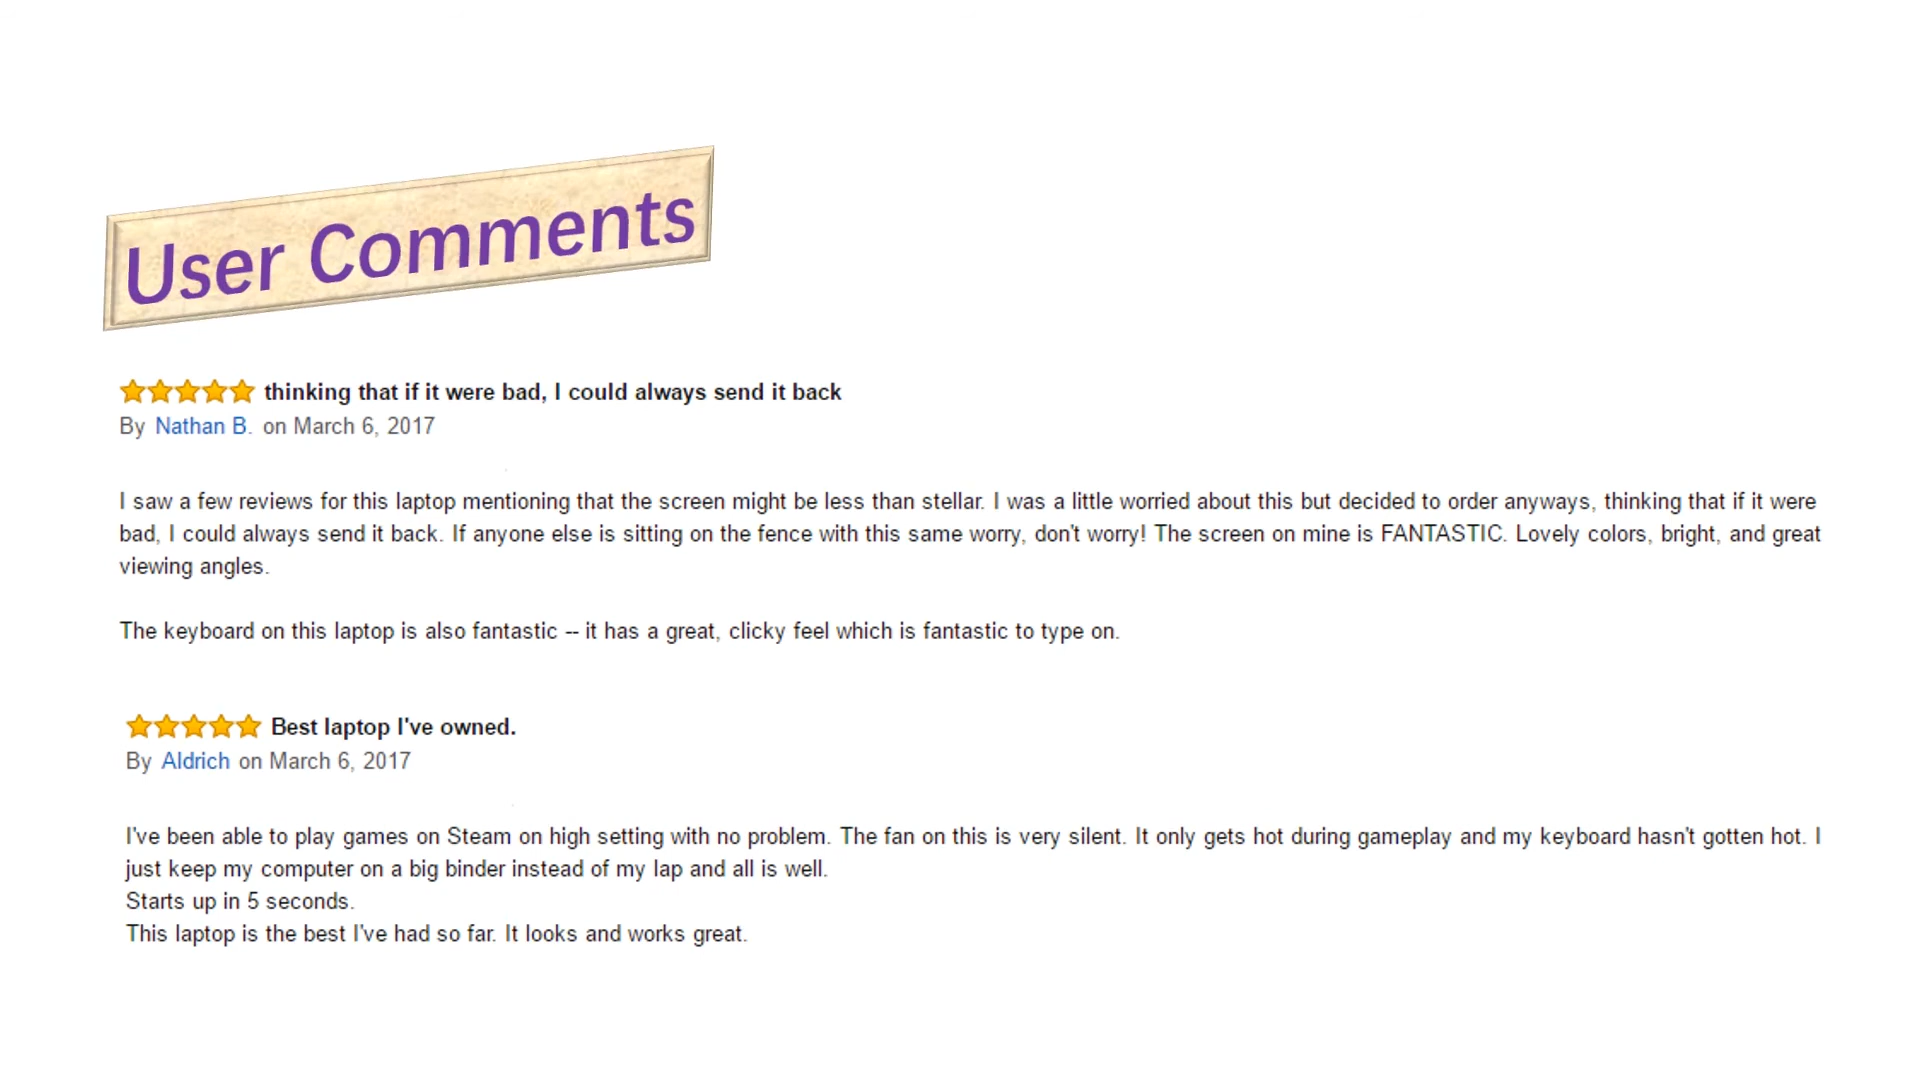 User Comments
thinking that if it were bad, I could always send it back
By Nathan B. on March 6, 2017
I saw a few reviews for this laptop mentioning that the screen might be less than stellar. I was a little worried about this but decided to order anyways, thinking that if it were
bad, I could always send it back. If anyone else is sitting on the fence with this same worry, don't worry! The screen on mine is FANTASTIC. Lovely colors, bright, and great
viewing angles.
The keyboard on this laptop is also fantastic -- it has a great, clicky feel which is fantastic to type on.
Best laptop I've owned.
By Aldrich on March 6, 2017
I've been able to play games on Steam on high setting with no problem. The fan on this is very silent. It only gets hot during gameplay and my keyboard hasn't gotten hot. I
just keep my computer on a big binder instead of my lap and all is well.
Starts up in 5 seconds.
This laptop is the best I've had so far. It looks and works great.